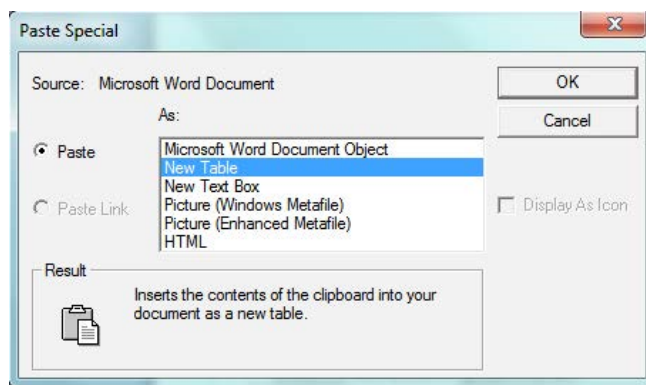 Paste Special
Source: Microsoft Word Document
OK
As:
Cancel
Paste
Microsoft Word Document Object
New Table
New Text Box
Paste Link
Picture (Windows Metafile)
Display As Icon
Picture (Enhanced Metafile)
HTML
Result
Inserts the contents of the clipboard into your
document as a new table.